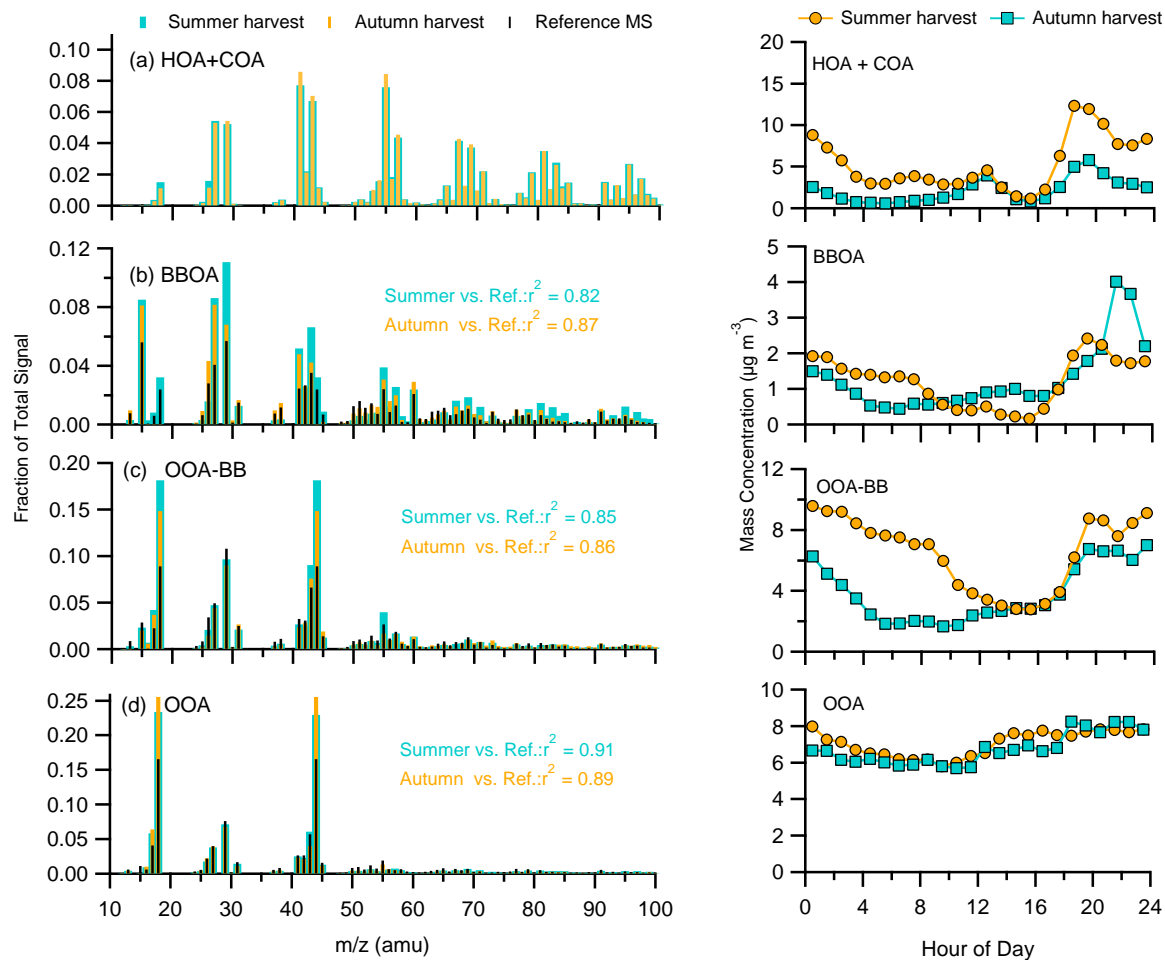 Summer harvest Autumn harvest Reference MS
Summer harvest Autumn harvest
(a) HOA+COA
0.10
0.08
0.06
0.04
0.02
0.00
HOA + COA
20
15
10
5
0
(b) BBOA
0.12
0.08
0.04
0.00
Summer vs. Ref.:r² = 0.82
Autumn vs. Ref.:r² = 0.87
BBOA
5
4
3
2
1
0
(c) OOA-BB
0.20
0.15
0.10
0.05
0.00
Summer vs. Ref.:r² = 0.85
Autumn vs. Ref.:r² = 0.86
OOA-BB
12
8
4
0
(d) OOA
0.25
0.20
0.15
0.10
0.05
0.00
Summer vs. Ref.:r² = 0.91
Autumn vs. Ref.:r² = 0.89
OOA
10
8
6
4
2
0
10 20 30 40 50 60 70 80 90 100
0 4 8 12 16 20 24
m/z (amu)
Hour of Day
Fraction of Total Signal
Mass Concentration (µg m⁻³)